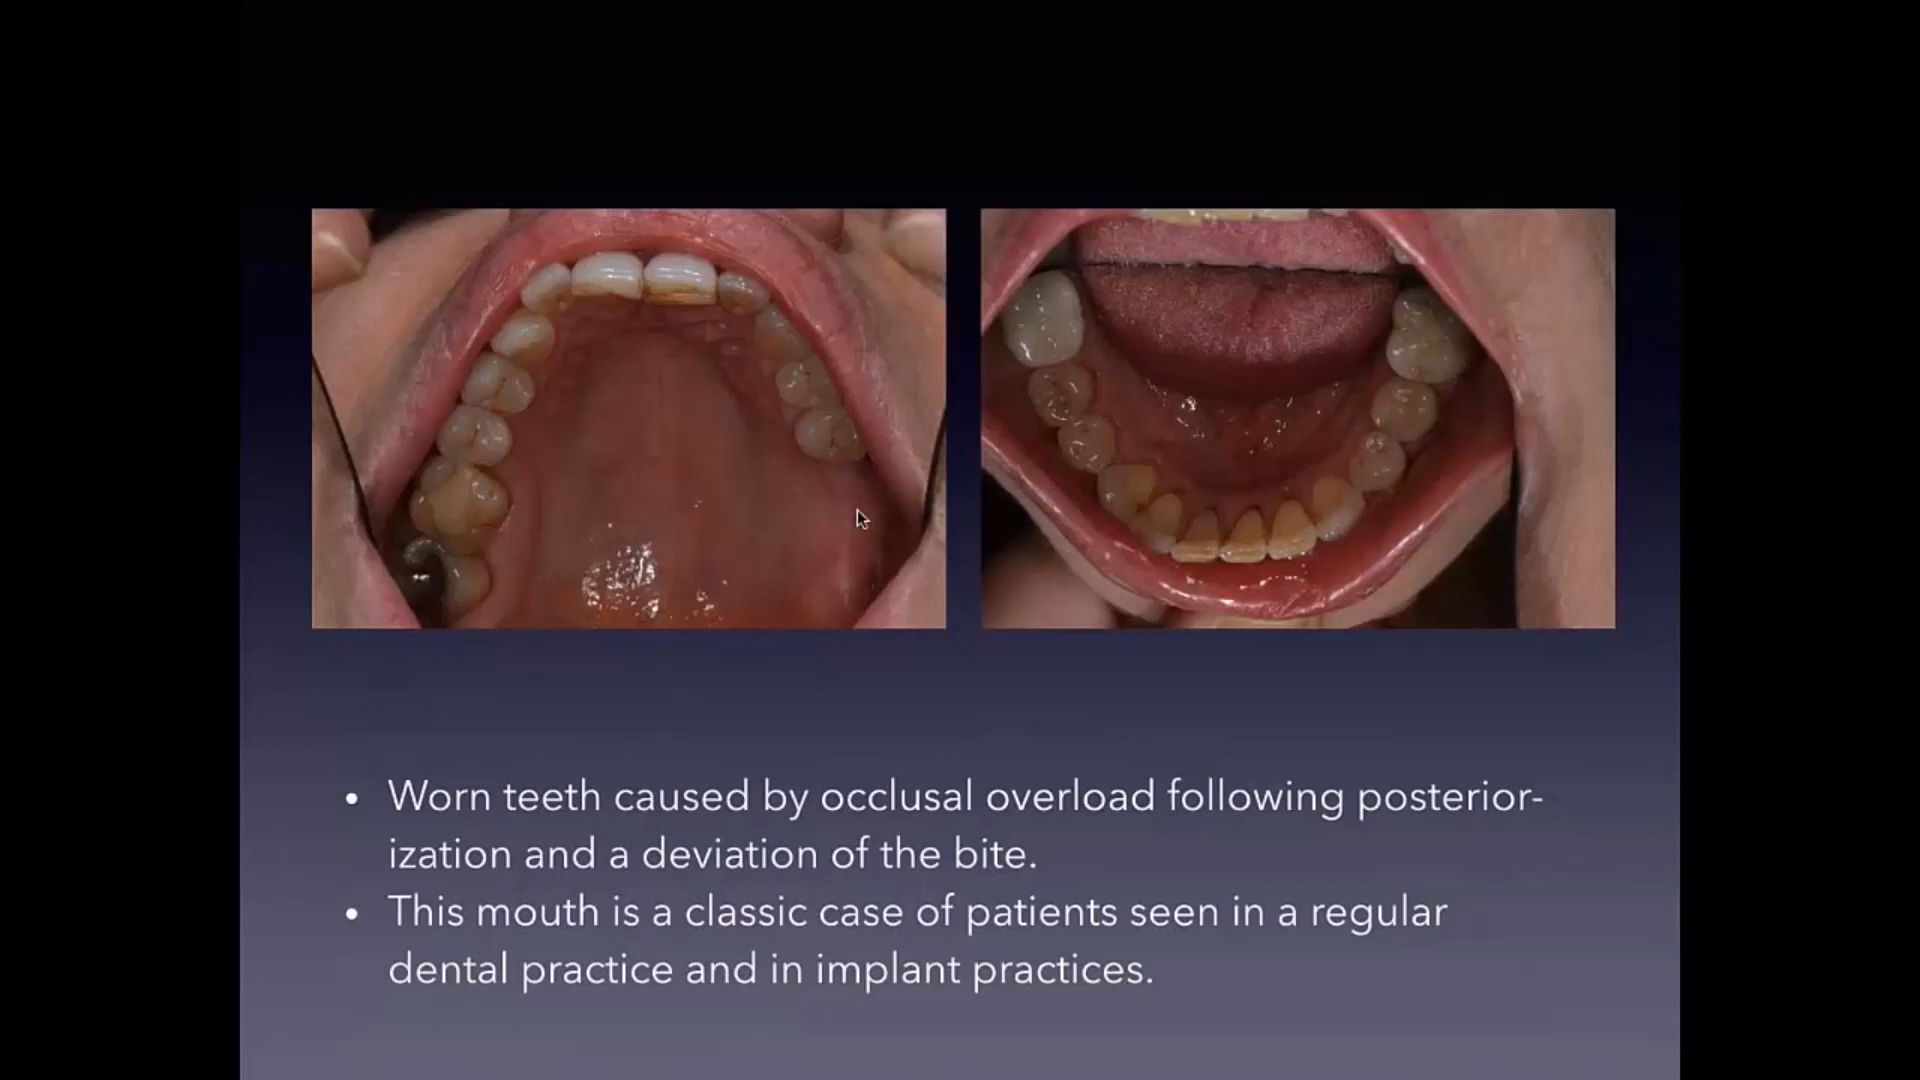 • Worn teeth caused by occlusal overload following posterior-
ization and a deviation of the bite.
• This mouth is a classic case of patients seen in a regular
dental practice and in implant practices.